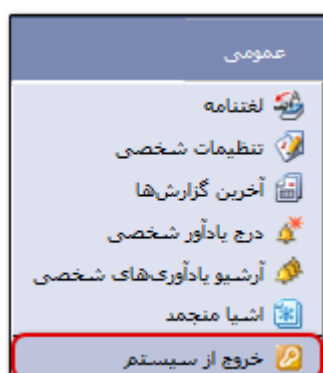 عمومی
لغتنامه
تنظیمات شخصی
آخرین گزارش‌ها
درج یادآور شخصی
آرشیو یادآوری‌های شخصی
اشیا منجمد
خروج از سیستم